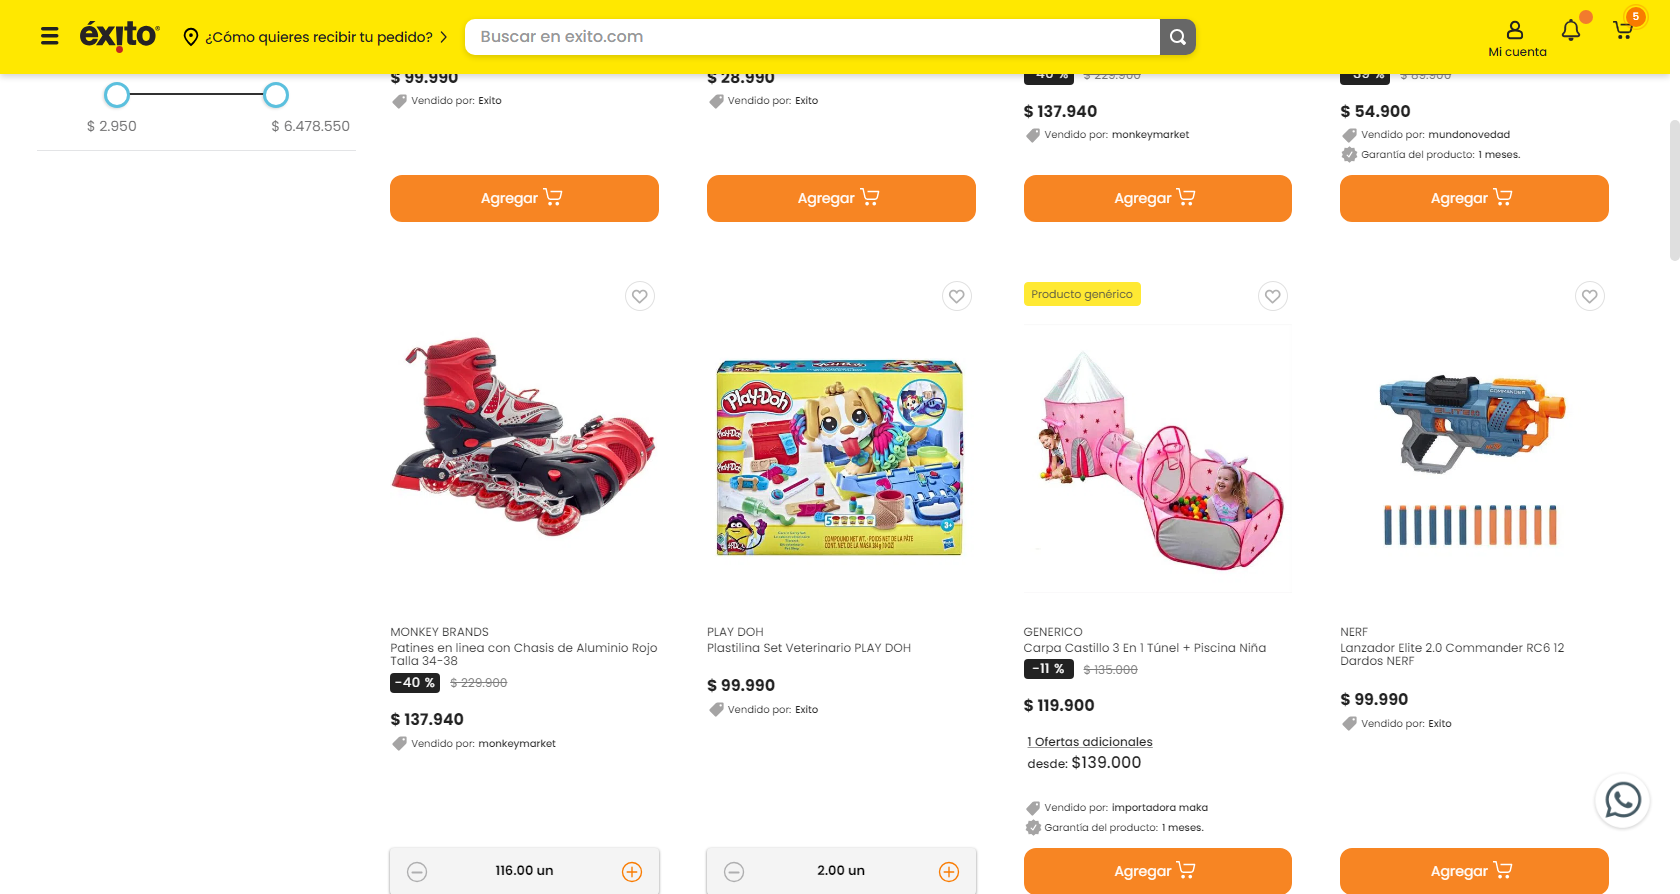 éxito
¿Cómo quieres recibir tu pedido?
Buscar en exito.com
Mi cuenta
5
$ 2.950
$ 6.478.550
$ 99.990
Vendido por: Exito
Agregar
$ 28.990
Vendido por: Exito
Agregar
-40 % $ 229.900
$ 137.940
Vendido por: monkeymarket
Agregar
-39 % $ 89.900
$ 54.900
Vendido por: mundonovedad
Garantía del producto: 1 meses.
Agregar
MONKEY BRANDS
Patines en linea con Chasis de Aluminio Rojo
Talla 34-38
-40 % $ 229.900
$ 137.940
Vendido por: monkeymarket
116.00 un
Play-Doh
3+
PLAY DOH
Plastilina Set Veterinario PLAY DOH
$ 99.990
Vendido por: Exito
2.00 un
Producto genérico
GENERICO
Carpa Castillo 3 En 1 Túnel + Piscina Niña
-11 % $ 135.000
$ 119.900
1 Ofertas adicionales
desde: $139.000
Vendido por: importadora maka
Garantía del producto: 1 meses.
Agregar
NERF
Lanzador Elite 2.0 Commander RC6 12
Dardos NERF
$ 99.990
Vendido por: Exito
Agregar